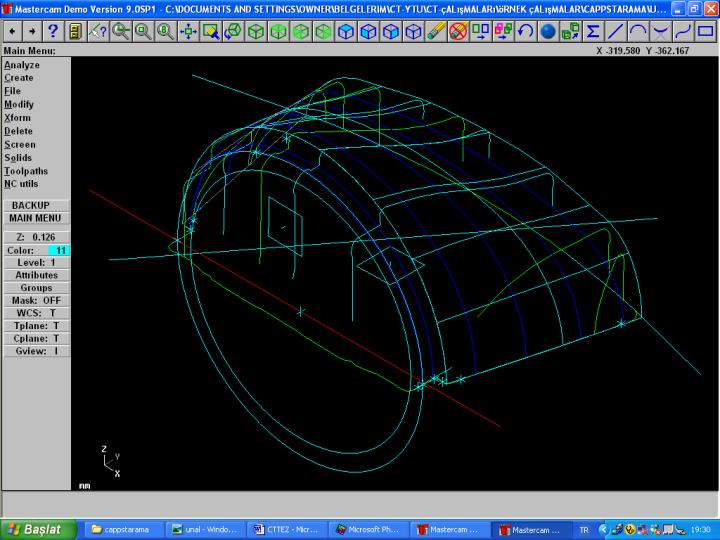 Mastercam Demo Version 9.0SP1 - C:\DOCUMENTS AND SETTINGS\OWNER\BELGELERIM\CT-YTU\CT-çALışMALAR\öRNEK çALışMALAR\CAPPSTARAMA\U...
Main Menu:
X -319.580 Y -362.167
Analyze
Create
File
Modify
Xform
Delete
Screen
Solids
Toolpaths
NC utils
BACKUP
MAIN MENU
Z: 0.126
Color: 11
Level: 1
Attributes
Groups
Mask: OFF
WCS: T
Tplane: T
Cplane: T
Gview: I
Z
Y
X
mm
Başlat
cappstarama
unal - Windo...
CTTEZ - Micr...
Microsoft Ph...
Mastercam ...
Mastercam ...
TR
19:30